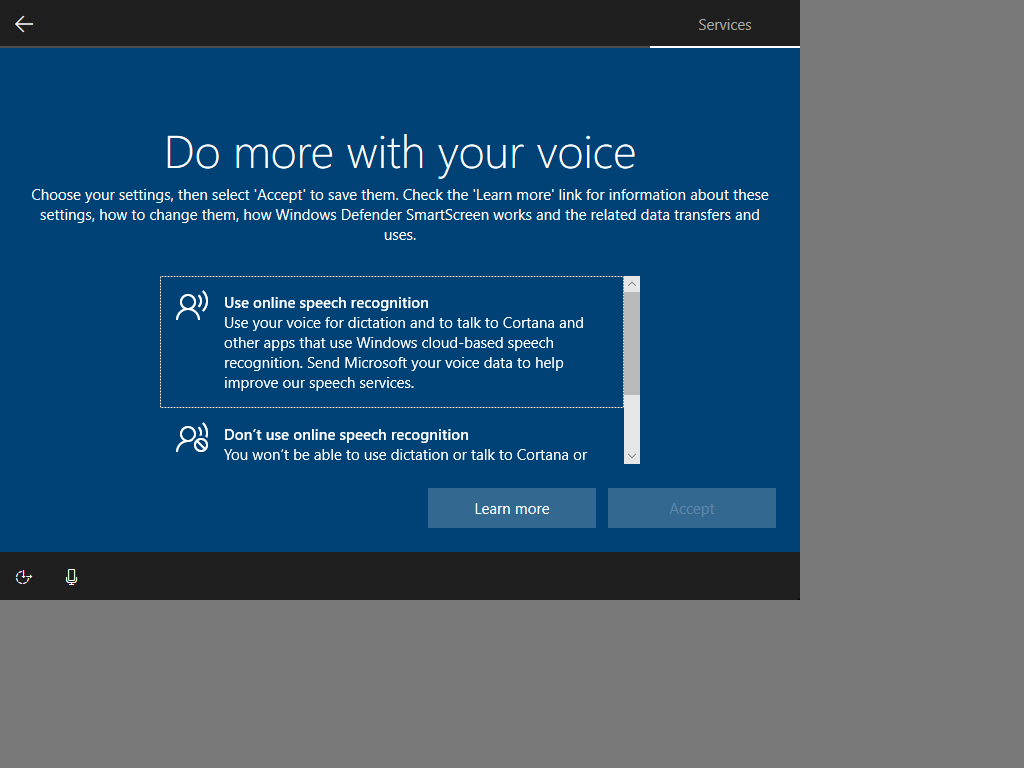 Services
Do more with your voice
Choose your settings, then select 'Accept' to save them. Check the 'Learn more' link for information about these
settings, how to change them, how Windows Defender SmartScreen works and the related data transfers and
uses.
Use online speech recognition
Use your voice for dictation and to talk to Cortana and
other apps that use Windows cloud-based speech
recognition. Send Microsoft your voice data to help
improve our speech services.
Don’t use online speech recognition
You won’t be able to use dictation or talk to Cortana or
Learn more
Accept